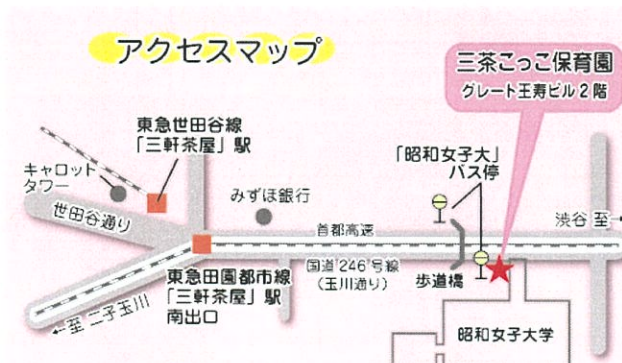 アクセスマップ
三茶こっこ保育園
グレート王寿ビル2階
東急世田谷線
「三軒茶屋」駅
キャロット
タワー
世田谷通り
みずほ銀行
「昭和女子大」
バス停
首都高速
渋谷 至→
東急田園都市線
「三軒茶屋」駅
南出口
国道246号線
(玉川通り)
歩道橋
←至 二子玉川
昭和女子大学